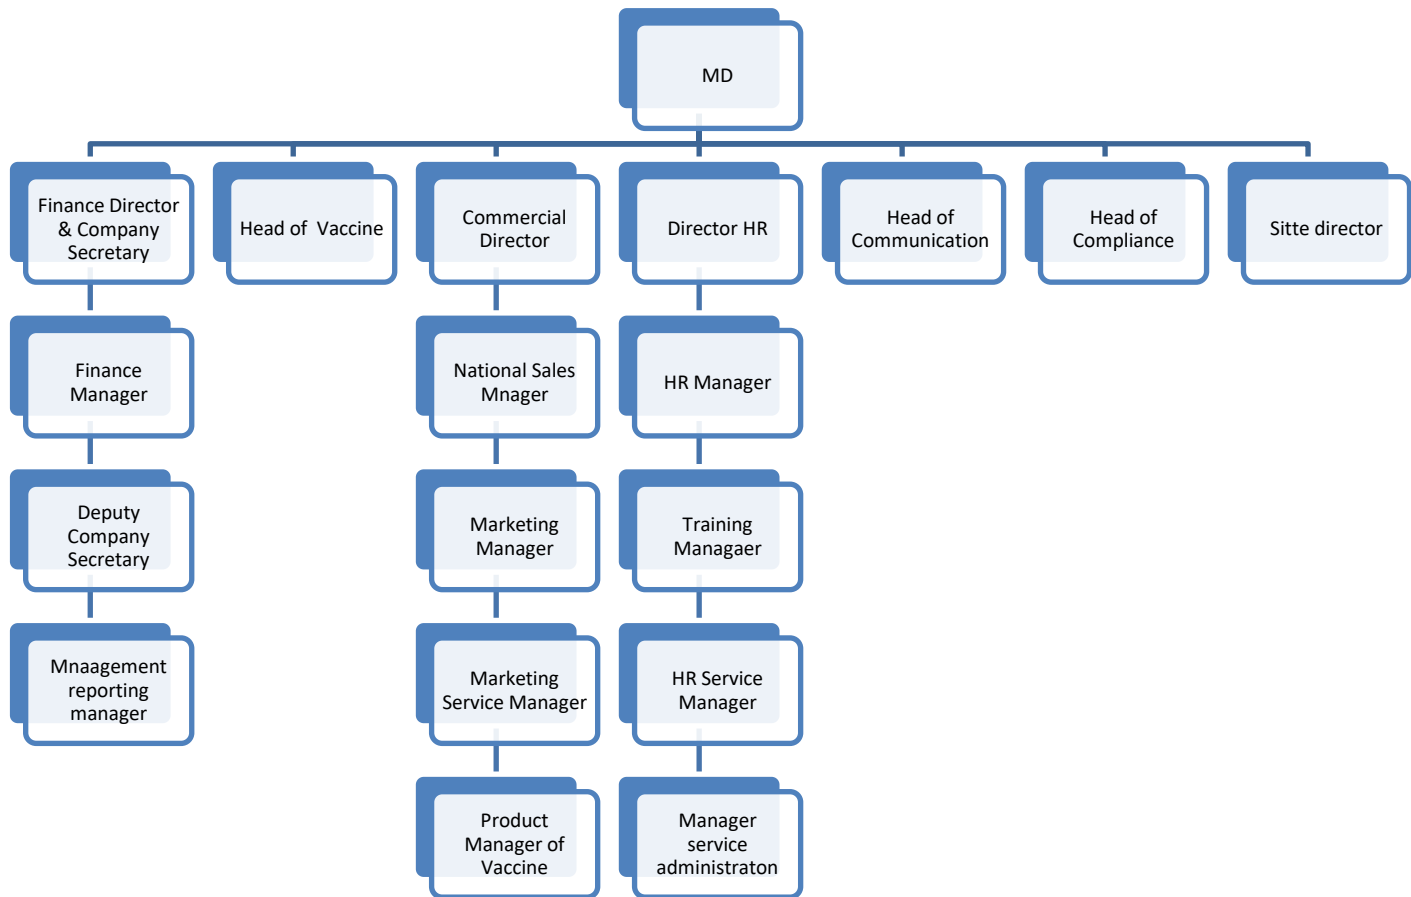 MD
Finance Director
& Company
Secretary
Head of  Vaccine
Commercial
Director
Director HR
Head of
Communication
Head of
Compliance
Sitte director
Finance
Manager
National Sales
Mnager
HR Manager
Deputy
Company
Secretary
Marketing
Manager
Training
Managaer
Mnaagement
reporting
manager
Marketing
Service Manager
HR Service
Manager
Product
Manager of
Vaccine
Manager
service
administraton